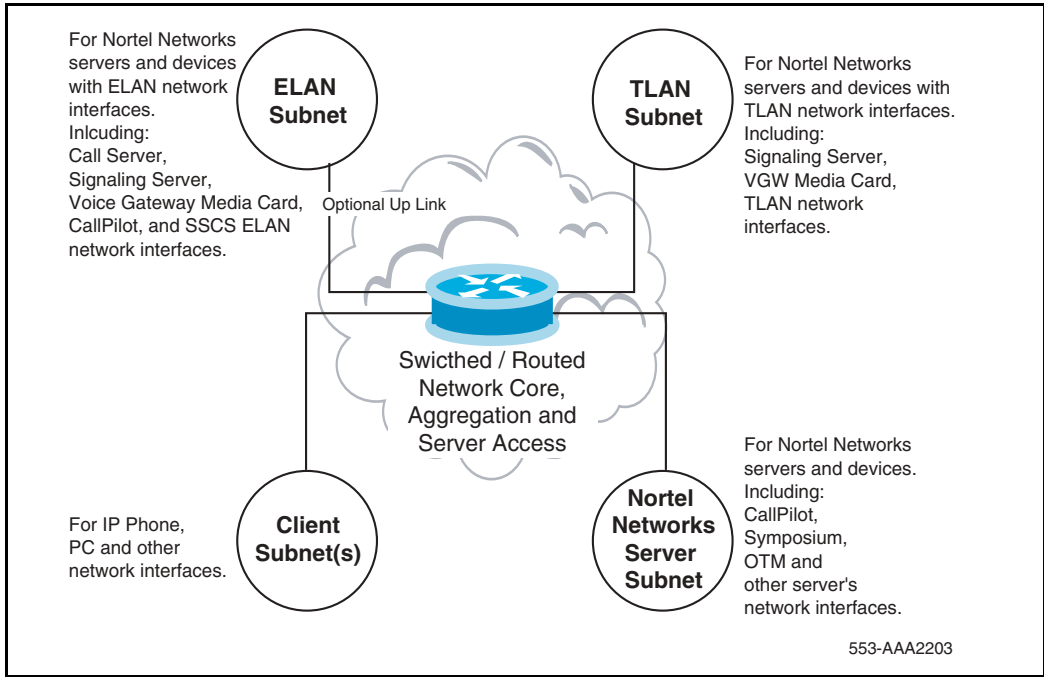 For Nortel Networks
servers and devices
with ELAN network
interfaces.
Inlcuding:
Call Server,
Signaling Server,
Voice Gateway Media Card,
CallPilot, and SSCS ELAN
network interfaces.
ELAN
Subnet
TLAN
Subnet
For Nortel Networks
servers and devices with
TLAN network interfaces.
Including:
Signaling Server,
VGW Media Card,
TLAN network
interfaces.
Optional Up Link
Swicthed / Routed
Network Core,
Aggregation and
Server Access
For IP Phone,
PC and other
network interfaces.
Client
Subnet(s)
Nortel
Networks
Server
Subnet
For Nortel Networks
servers and devices.
Including:
CallPilot,
Symposium,
OTM and
other server's
network interfaces.
553-AAA2203